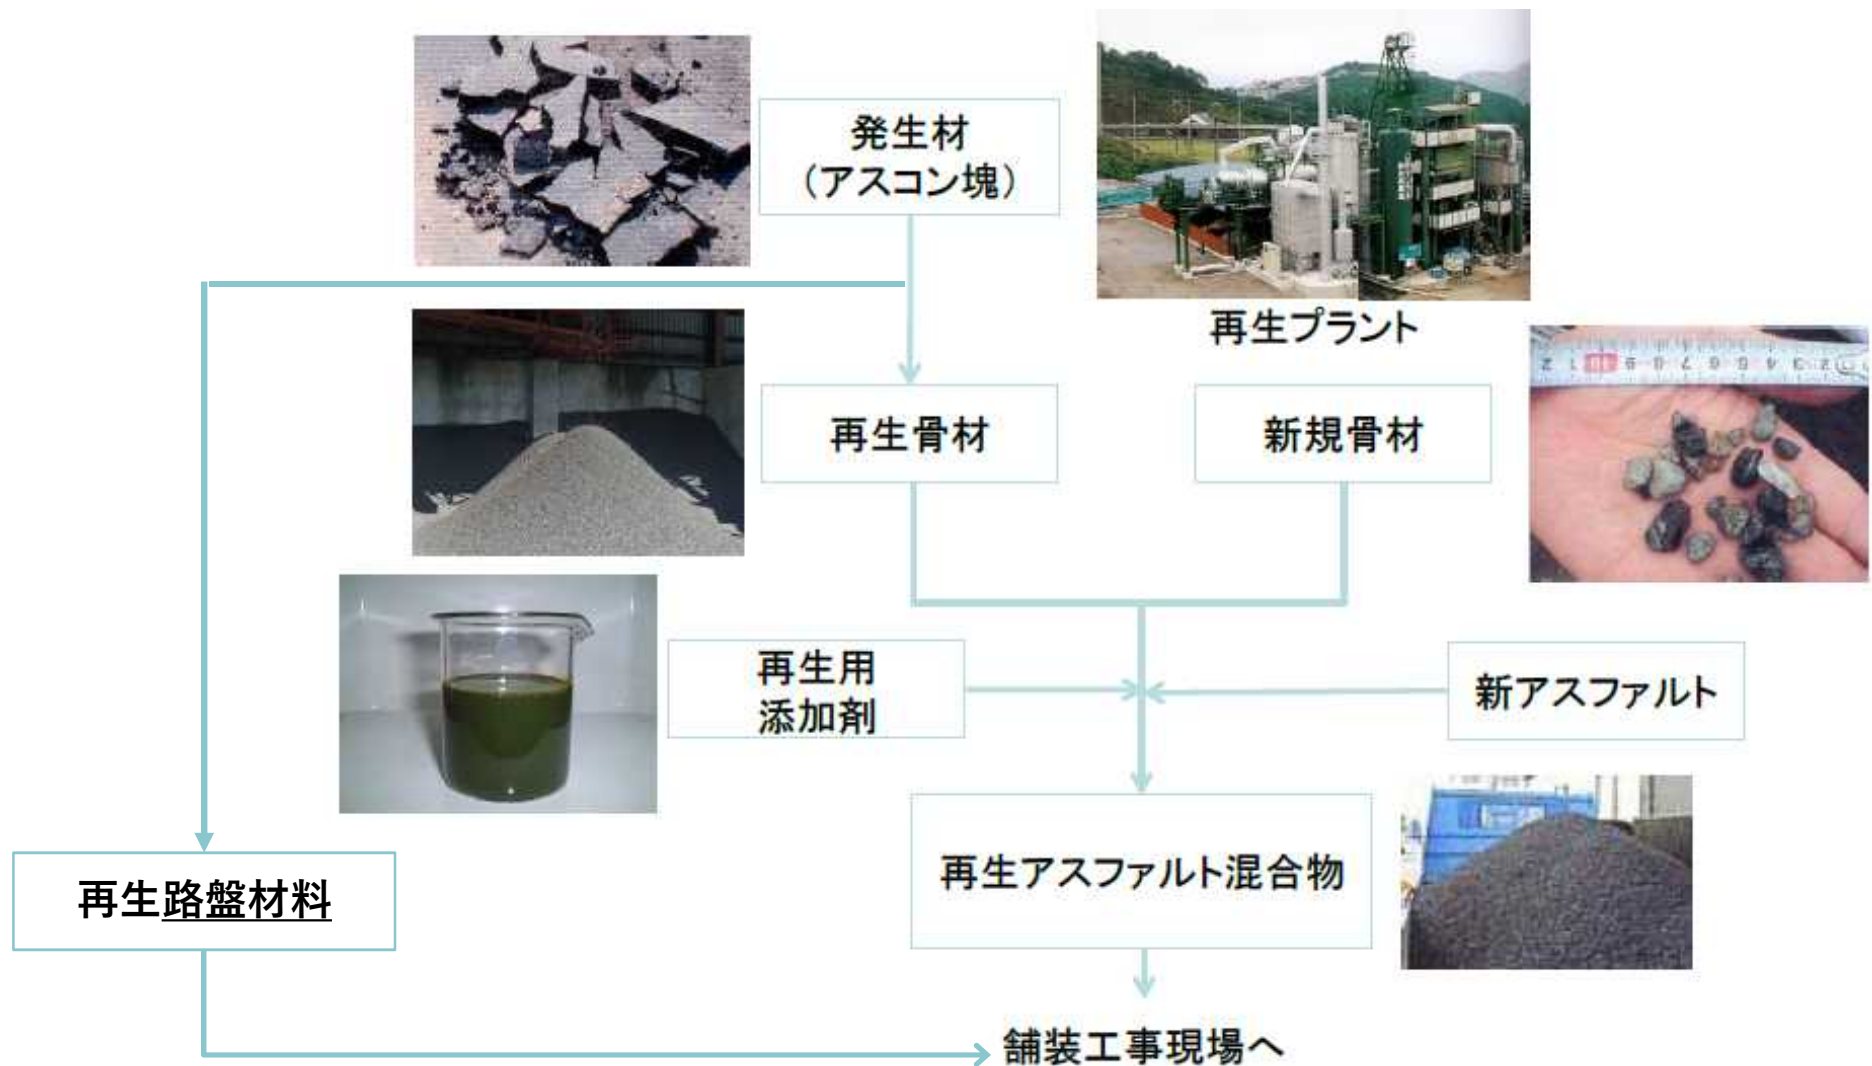 発生材
（アスコン塊）
再生プラント
再生骨材
新規骨材
再生用
添加剤
新アスファルト
再生アスファルト混合物
再生路盤材料
舗装工事現場へ